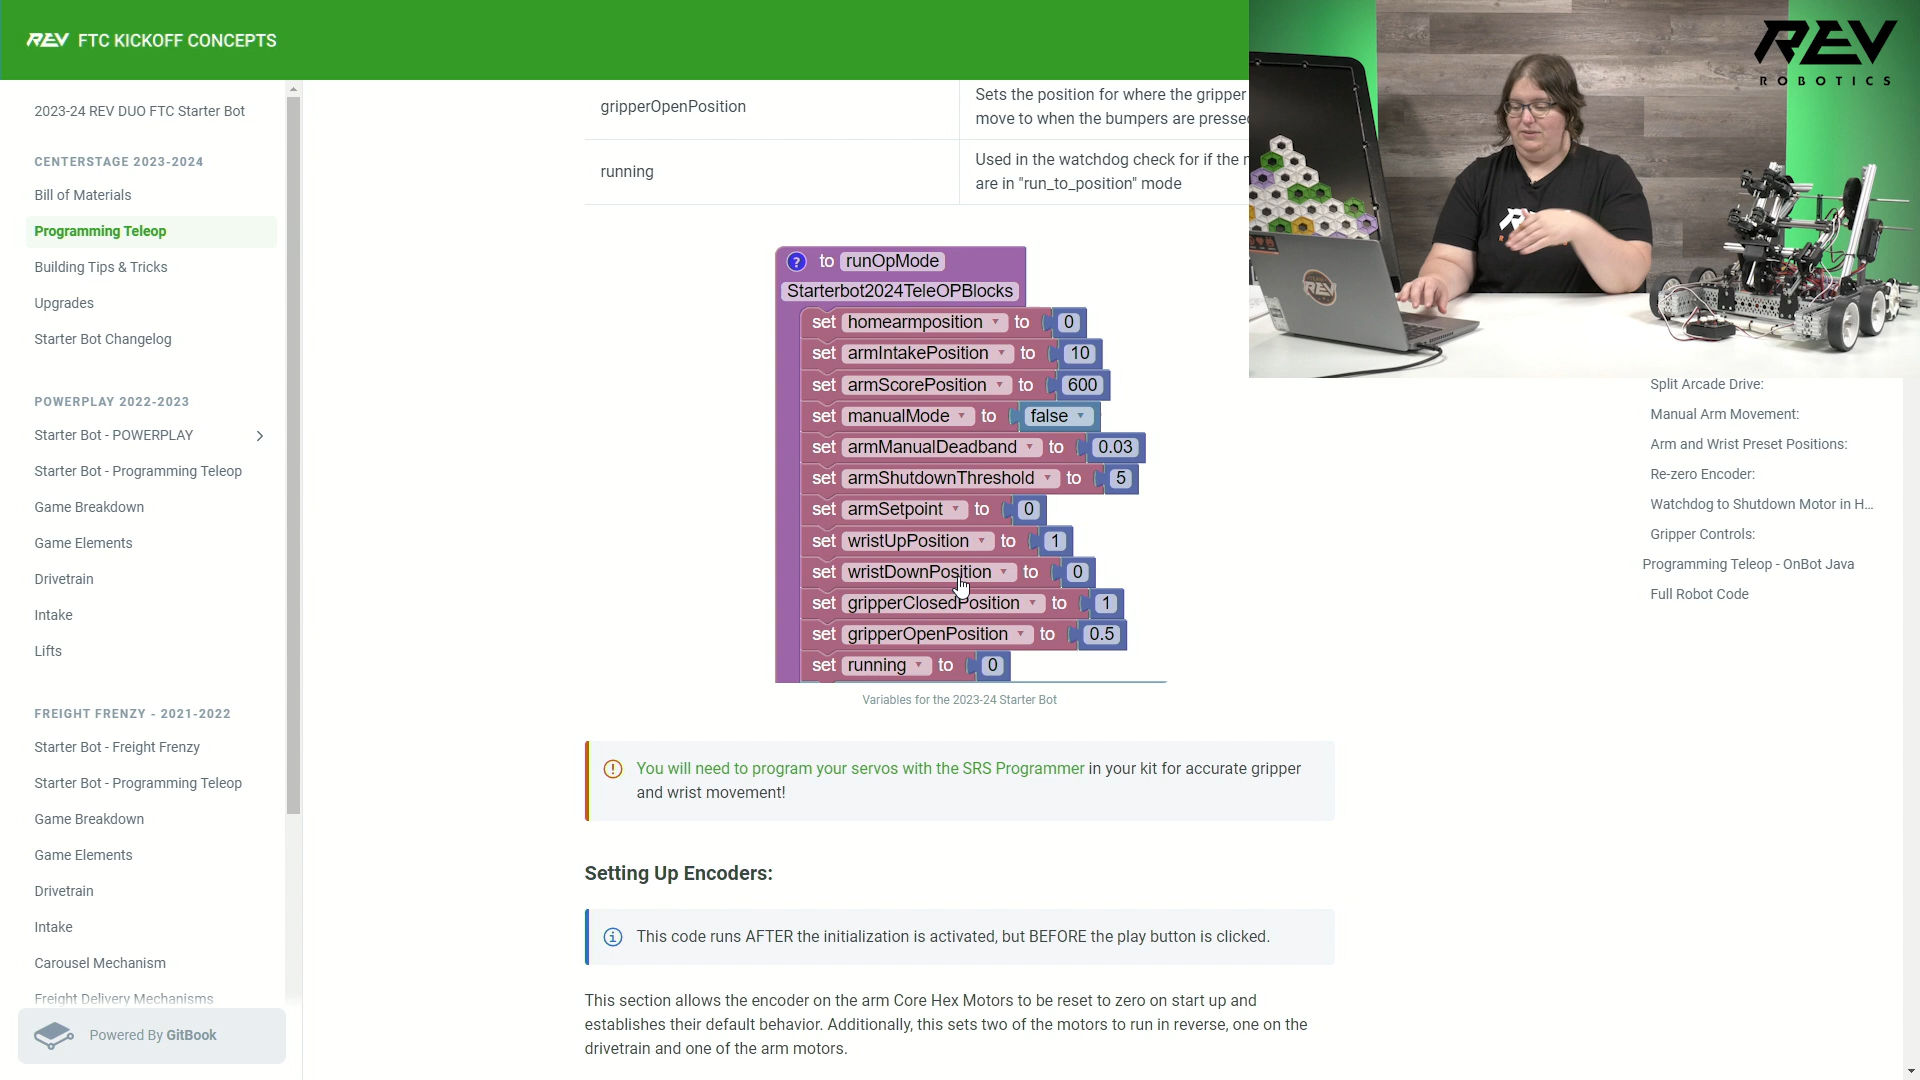 REV FTC KICKOFF CONCEPTS
REV
ROBOTICS
2023-24 REV DUO FTC Starter Bot
CENTERSTAGE 2023-2024
Bill of Materials
Programming Teleop
Building Tips & Tricks
Upgrades
Starter Bot Changelog
POWERPLAY 2022-2023
Starter Bot - POWERPLAY
Starter Bot - Programming Teleop
Game Breakdown
Game Elements
Drivetrain
Intake
Lifts
FREIGHT FRENZY - 2021-2022
Starter Bot - Freight Frenzy
Starter Bot - Programming Teleop
Game Breakdown
Game Elements
Drivetrain
Intake
Carousel Mechanism
Freight Delivery Mechanisms
Powered By GitBook
gripperOpenPosition
Sets the position for where the gripper
move to when the bumpers are presse
running
Used in the watchdog check for if the
are in "run_to_position" mode
? to runOpMode
Starterbot2024TeleOPBlocks
set homearmposition to 0
set armIntakePosition to 10
set armScorePosition to 600
set manualMode to false
set armManualDeadband to 0.03
set armShutdownThreshold to 5
set armSetpoint to 0
set wristUpPosition to 1
set wristDownPosition to 0
set gripperClosedPosition to 1
set gripperOpenPosition to 0.5
set running to 0
Variables for the 2023-24 Starter Bot
You will need to program your servos with the SRS Programmer in your kit for accurate gripper
and wrist movement!
Setting Up Encoders:
This code runs AFTER the initialization is activated, but BEFORE the play button is clicked.
This section allows the encoder on the arm Core Hex Motors to be reset to zero on start up and
establishes their default behavior. Additionally, this sets two of the motors to run in reverse, one on the
drivetrain and one of the arm motors.
REV
Split Arcade Drive:
Manual Arm Movement:
Arm and Wrist Preset Positions:
Re-zero Encoder:
Watchdog to Shutdown Motor in H...
Gripper Controls:
Programming Teleop - OnBot Java
Full Robot Code